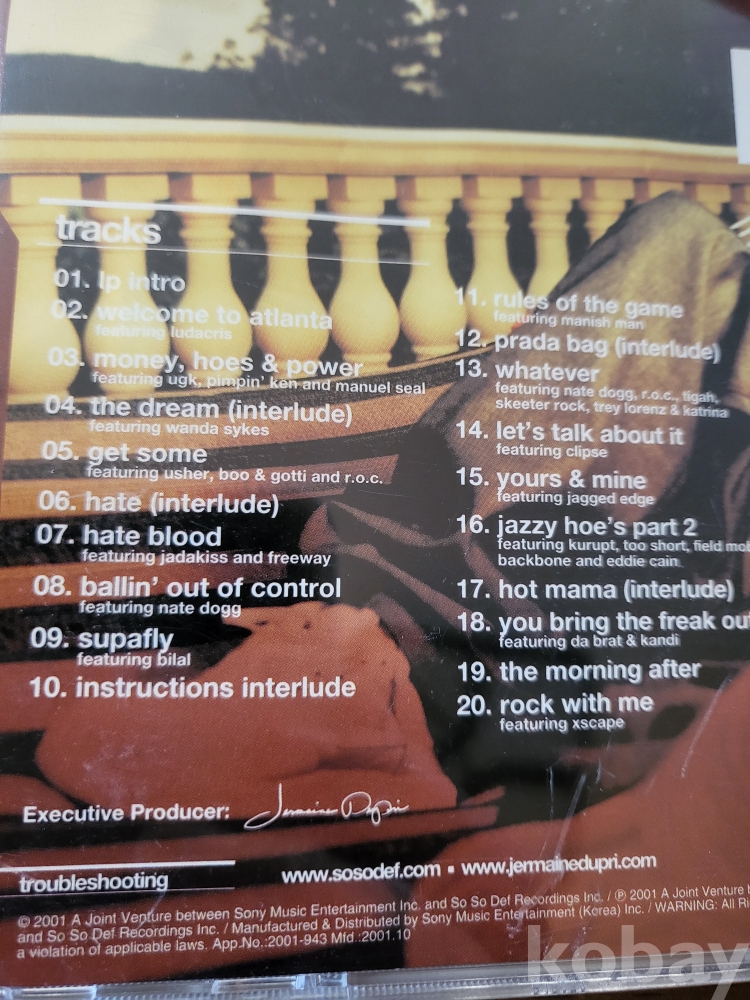 tracks
01. lp intro
02. welcome to atlanta
featuring ludacris
03. money, hoes & power
featuring ugk, pimpin' ken and manuel seal
04. the dream (interlude)
featuring wanda sykes
05. get some
featuring usher, boo & gotti and r.o.c.
06. hate (interlude)
07. hate blood
featuring jadakiss and freeway
08. ballin' out of control
featuring nate dogg
09. supafly
featuring bilal
10. instructions interlude
11. rules of the game
featuring manish man
12. prada bag (interlude)
13. whatever
featuring nate dogg, r.o.c., tigah,
skeeter rock, trey lorenz & katrina
14. let's talk about it
featuring clipse
15. yours & mine
featuring jagged edge
16. jazzy hoe's part 2
featuring kurupt, too short, field mob
backbone and eddie cain
17. hot mama (interlude)
18. you bring the freak out
featuring da brat & kandi
19. the morning after
20. rock with me
featuring xscape
Executive Producer: Jermaine Dupri
troubleshooting
www.sosodef.com ▪ www.jermainedupri.com
© 2001 A Joint Venture between Sony Music Entertainment Inc. and So So Def Recordings Inc. / ℗ 2001 A Joint Venture
and So So Def Recordings Inc. / Manufactured & Distributed by Sony Music Entertainment (Korea) Inc. / WARNING: All
a violation of applicable laws. App.No.:2001-943 Mfd.:2001.10
kobay